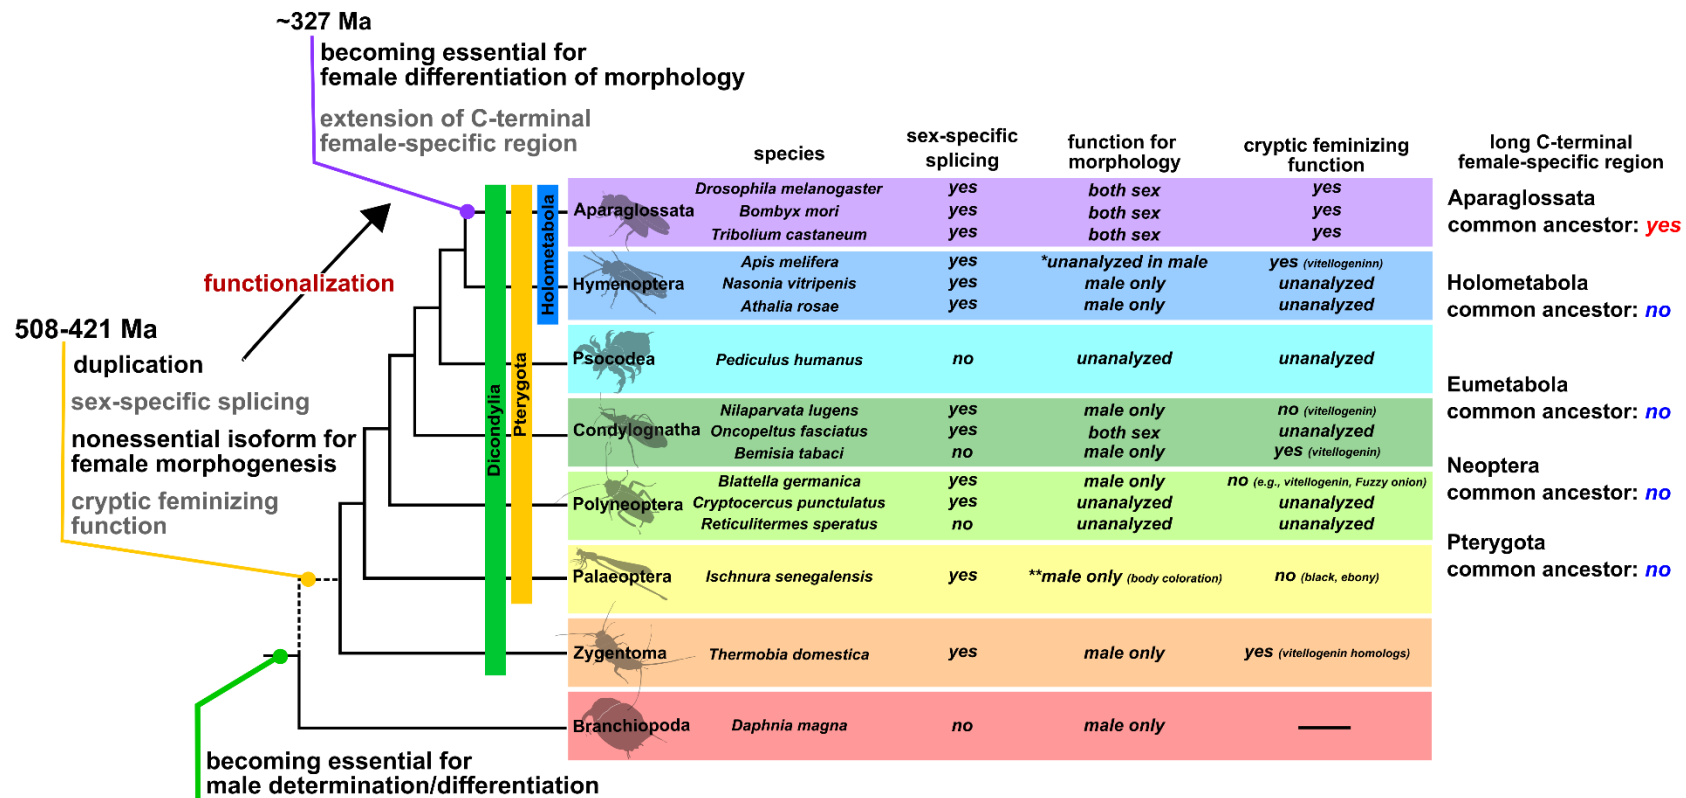 ~327 Ma
becoming essential for
female differentiation of morphology
extension of C-terminal
female-specific region
functionalization
508-421 Ma
duplication
sex-specific splicing
nonessential isoform for
female morphogenesis
cryptic feminizing
function
becoming essential for
male determination/differentiation
Dicondylia
Pterygota
Holometabola
species
sex-specific
splicing
function for
morphology
cryptic feminizing
function
long C-terminal
female-specific region
Aparaglossata
Drosophila melanogaster yes both sex yes
Bombyx mori yes both sex yes
Tribolium castaneum yes both sex yes
Hymenoptera
Apis melifera yes *unanalyzed in male yes (vitellogeninn)
Nasonia vitripenis yes male only unanalyzed
Athalia rosae yes male only unanalyzed
Psocodea
Pediculus humanus no unanalyzed unanalyzed
Condylognatha
Nilaparvata lugens yes male only no (vitellogenin)
Oncopeltus fasciatus yes both sex unanalyzed
Bemisia tabaci no male only yes (vitellogenin)
Polyneoptera
Blattella germanica yes male only no (e.g., vitellogenin, Fuzzy onion)
Cryptocercus punctulatus yes unanalyzed unanalyzed
Reticulitermes speratus no unanalyzed unanalyzed
Palaeoptera
Ischnura senegalensis yes **male only (body coloration) no (black, ebony)
Zygentoma
Thermobia domestica yes male only yes (vitellogenin homologs)
Branchiopoda
Daphnia magna no male only —
Aparaglossata
common ancestor: yes
Holometabola
common ancestor: no
Eumetabola
common ancestor: no
Neoptera
common ancestor: no
Pterygota
common ancestor: no